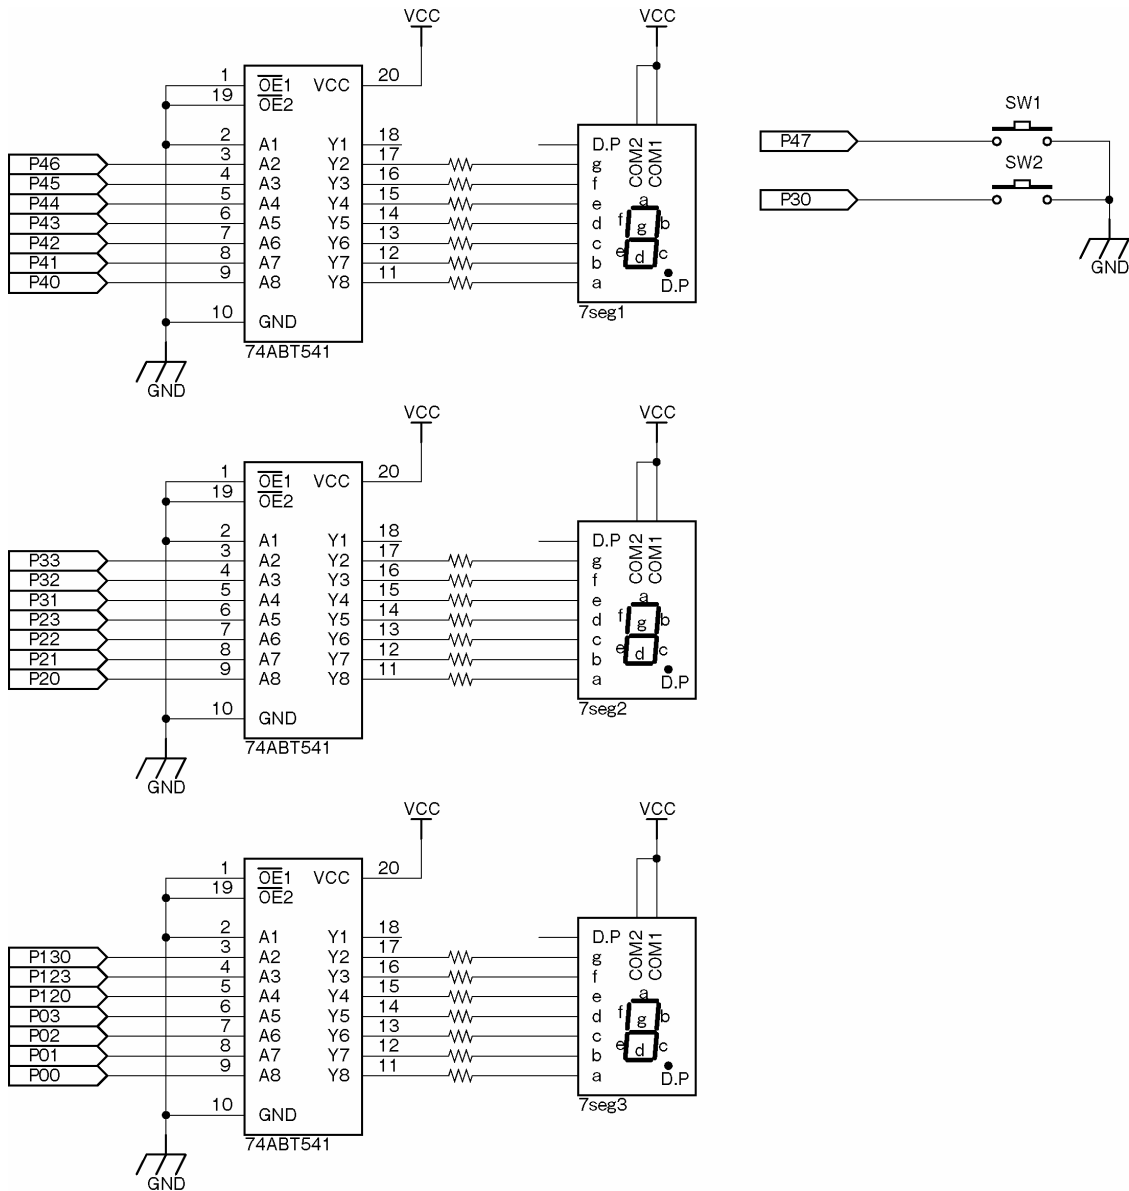 VCC VCC
1 OE1 VCC 20
19 OE2
SW1
2 A1 Y1 18 D.P COM2 COM1 P47
P46 3 A2 Y2 17 g
SW2
P45 4 A3 Y3 16 f
P44 5 A4 Y4 15 e a P30
P43 6 A5 Y5 14 d f g b
P42 7 A6 Y6 13 c
P41 8 A7 Y7 12 b e d c
P40 9 A8 Y8 11 a D.P GND
10 GND 7seg1
74ABT541
GND
VCC VCC
1 OE1 VCC 20
19 OE2
2 A1 Y1 18 D.P COM2 COM1
P33 3 A2 Y2 17 g
P32 4 A3 Y3 16 f
P31 5 A4 Y4 15 e a
P23 6 A5 Y5 14 d f g b
P22 7 A6 Y6 13 c
P21 8 A7 Y7 12 b e d c
P20 9 A8 Y8 11 a D.P
10 GND 7seg2
74ABT541
GND
VCC VCC
1 OE1 VCC 20
19 OE2
2 A1 Y1 18 D.P COM2 COM1
P130 3 A2 Y2 17 g
P123 4 A3 Y3 16 f
P120 5 A4 Y4 15 e a
P03 6 A5 Y5 14 d f g b
P02 7 A6 Y6 13 c
P01 8 A7 Y7 12 b e d c
P00 9 A8 Y8 11 a D.P
10 GND 7seg3
74ABT541
GND